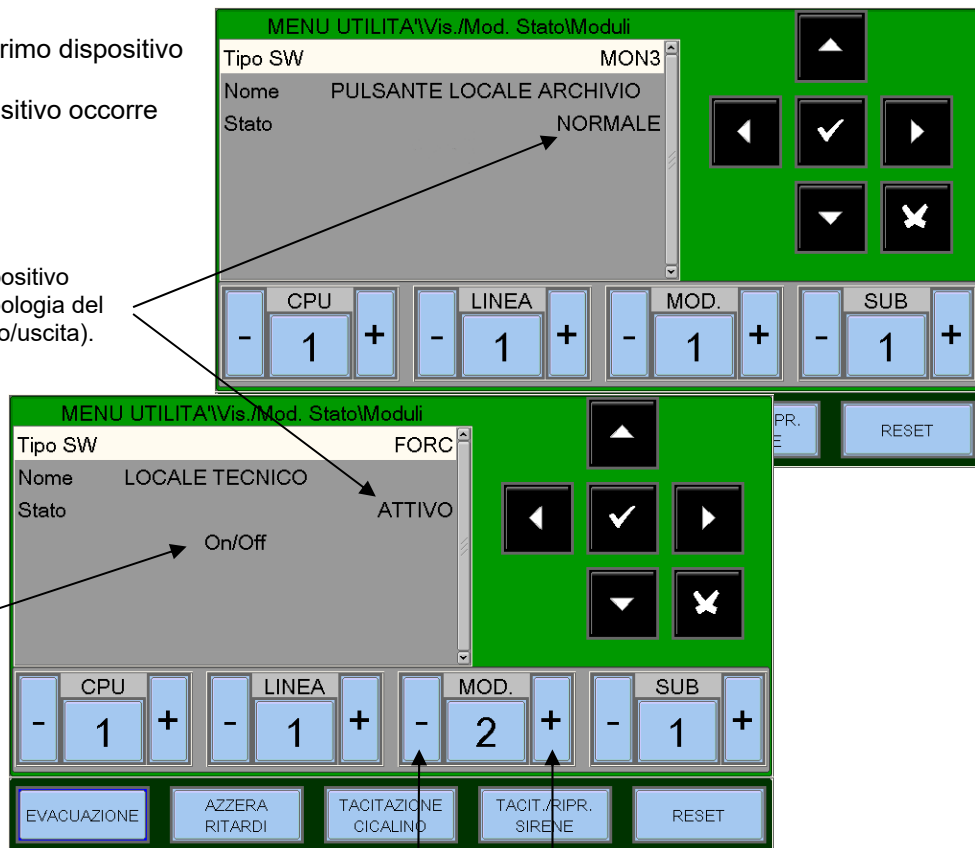 MENU UTILITA'\Vis./Mod. Stato\Moduli
Tipo SW MON3
Nome PULSANTE LOCALE ARCHIVIO
Stato NORMALE
CPU LINEA MOD. SUB
- 1 + - 1 + - 1 + - 1 +
RESET
rimo dispositivo
sitivo occorre
ositivo
pologia del
o/uscita).
MENU UTILITA'\Vis./Mod. Stato\Moduli
Tipo SW FORC
Nome LOCALE TECNICO
Stato ATTIVO
On/Off
CPU LINEA MOD. SUB
- 1 + - 1 + - 2 + - 1 +
EVACUAZIONE
AZZERA
RITARDI
TACITAZIONE
CICALINO
TACIT./RIPR.
SIRENE
RESET